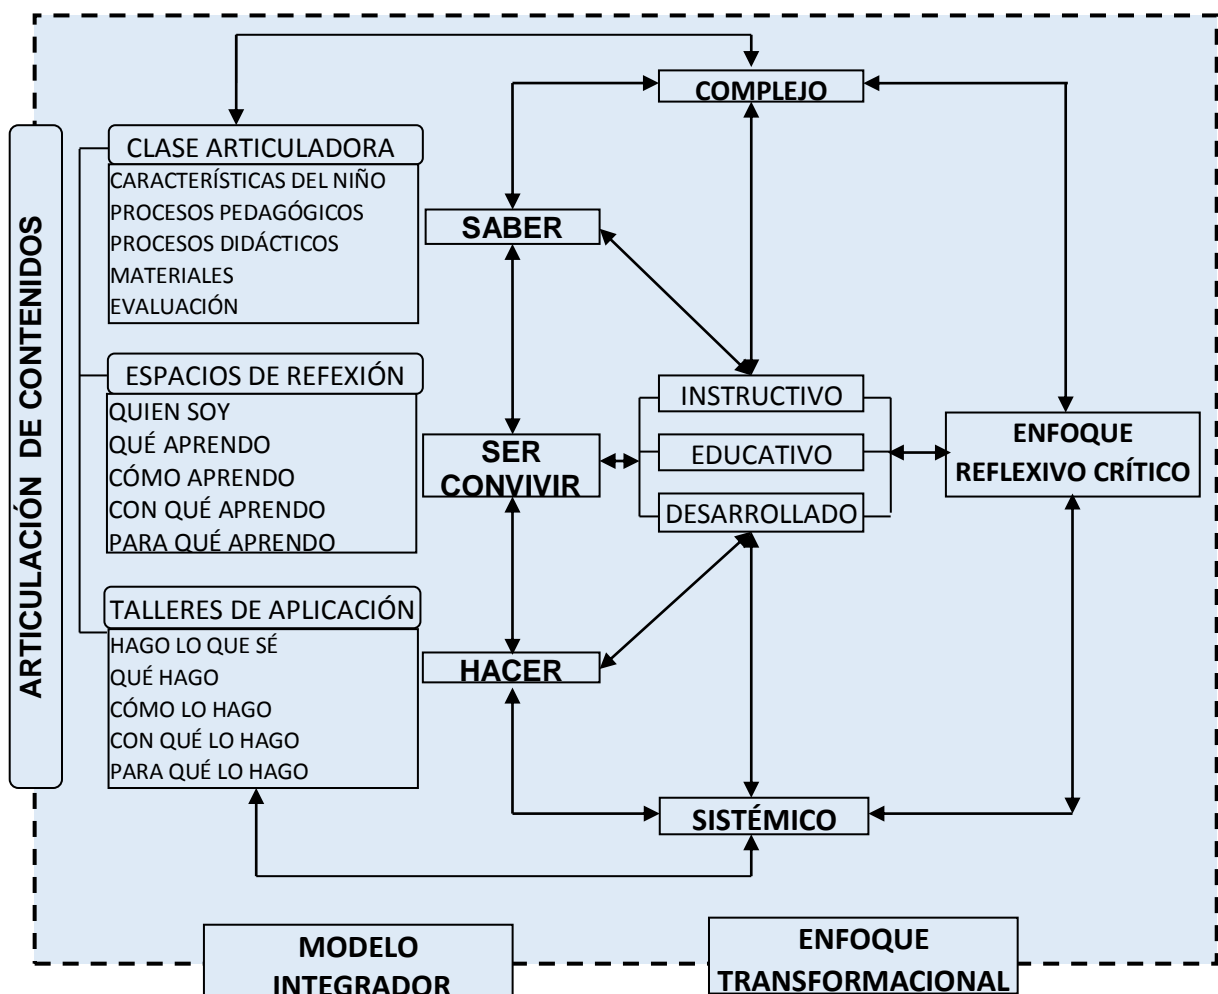 COMPLEJO
ARTICULACIÓN DE CONTENIDOS
CLASE ARTICULADORA
CARACTERÍSTICAS DEL NIÑO
PROCESOS PEDAGÓGICOS
PROCESOS DIDÁCTICOS
MATERIALES
EVALUACIÓN
SABER
ESPACIOS DE REFEXIÓN
QUIEN SOY
QUÉ APRENDO
CÓMO APRENDO
CON QUÉ APRENDO
PARA QUÉ APRENDO
SER
CONVIVIR
INSTRUCTIVO
EDUCATIVO
DESARROLLADO
ENFOQUE
REFLEXIVO CRÍTICO
TALLERES DE APLICACIÓN
HAGO LO QUE SÉ
QUÉ HAGO
CÓMO LO HAGO
CON QUÉ LO HAGO
PARA QUÉ LO HAGO
HACER
SISTÉMICO
MODELO
INTEGRADOR
ENFOQUE
TRANSFORMACIONAL